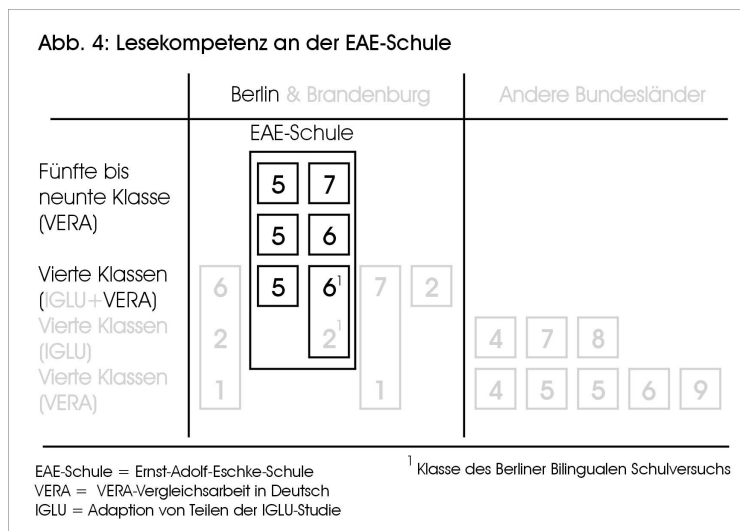 Abb. 4: Lesekompetenz an der EAE-Schule
Berlin & Brandenburg
Andere Bundesländer
EAE-Schule
Fünfte bis
neunte Klasse
(VERA)
5 7
5 6
Vierte Klassen
(IGLU+VERA)
6 5 6¹ 7 2
Vierte Klassen
(IGLU)
2 2¹ 4 7 8
Vierte Klassen
(VERA)
1 1 4 5 5 6 9
EAE-Schule = Ernst-Adolf-Eschke-Schule
¹ Klasse des Berliner Bilingualen Schulversuchs
VERA = VERA-Vergleichsarbeit in Deutsch
IGLU = Adaption von Teilen der IGLU-Studie